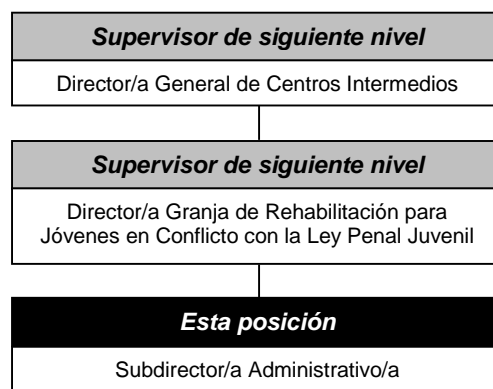 Supervisor de siguiente nivel
Director/a General de Centros Intermedios
Supervisor de siguiente nivel
Director/a Granja de Rehabilitación para
Jóvenes en Conflicto con la Ley Penal Juvenil
Esta posición
Subdirector/a Administrativo/a